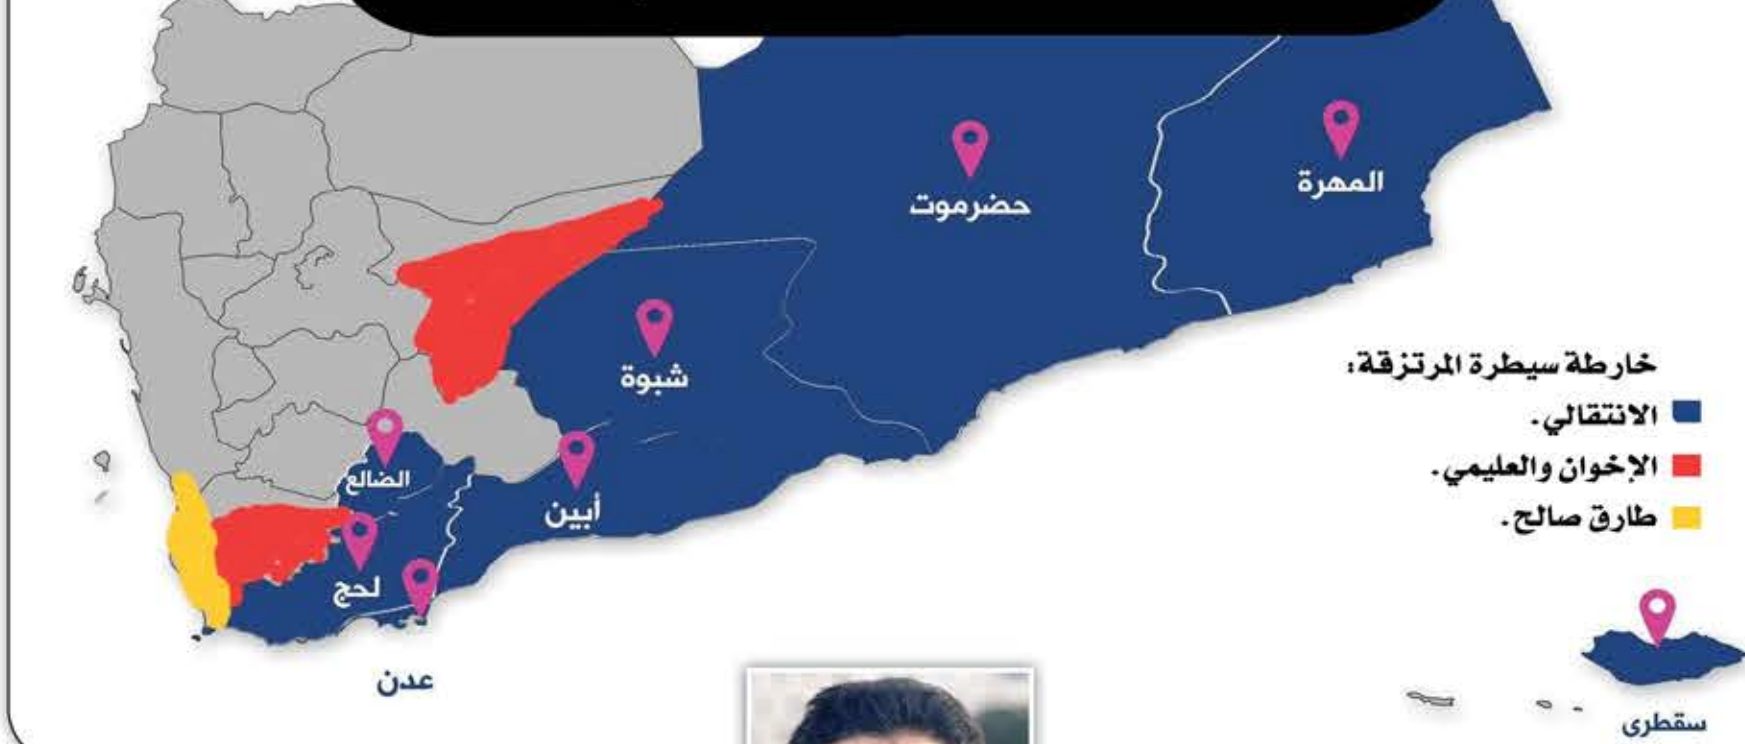 المهرة
حضرموت
شبوة
الضالع
أبين
لحج
عدن
خارطة سيطرة المرتزقة:
الانتقالي.
الإخوان والعليمي.
طارق صالح.
سقطرى